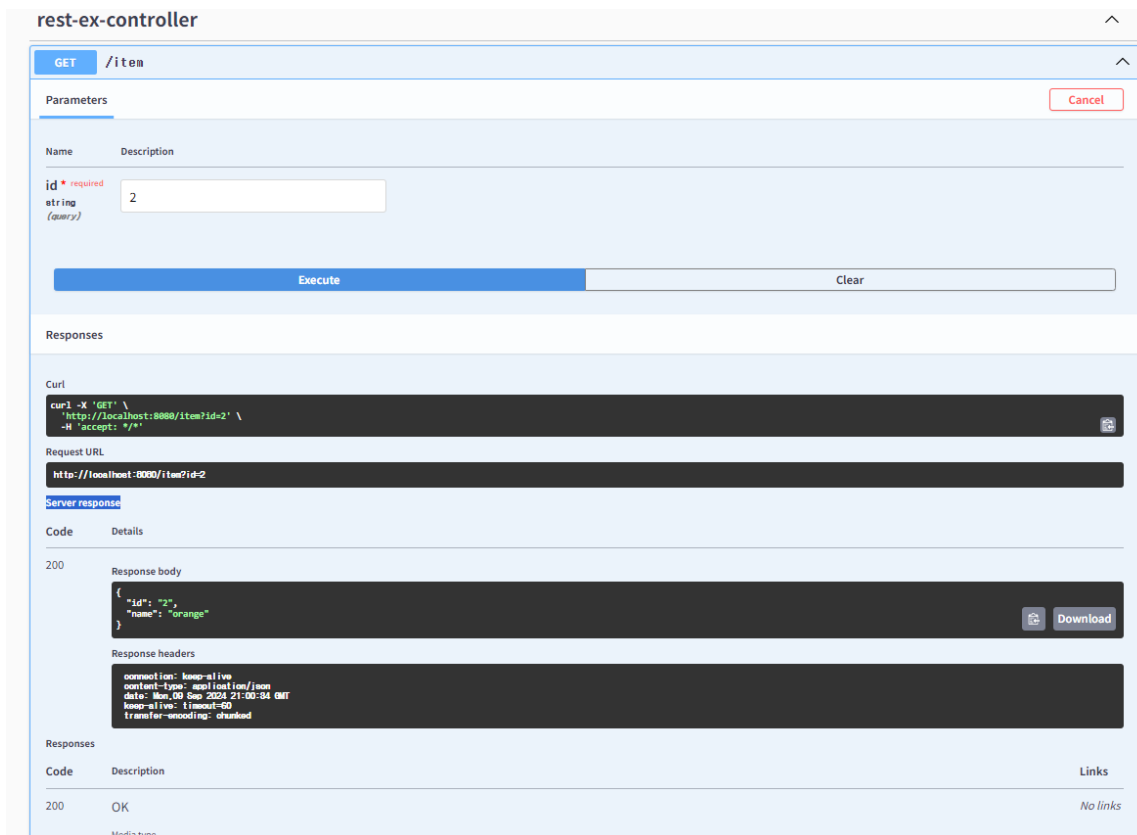 rest-ex-controller
GET /item
Parameters
Cancel
Name Description
id * required
string
(query)
2
Execute
Clear
Responses
Curl
curl -X 'GET' \
'http://localhost:8080/item?id=2' \
-H 'accept: */*'
Request URL
http://localhost:8080/item?id=2
Server response
Code Details
200
Response body
{
"id": "2",
"name": "orange"
}
Download
Response headers
connection: keep-alive
content-type: application/json
date: Mon,09 Sep 2024 21:00:34 GMT
keep-alive: timeout=60
transfer-encoding: chunked
Responses
Code Description Links
200 OK No links
Media type